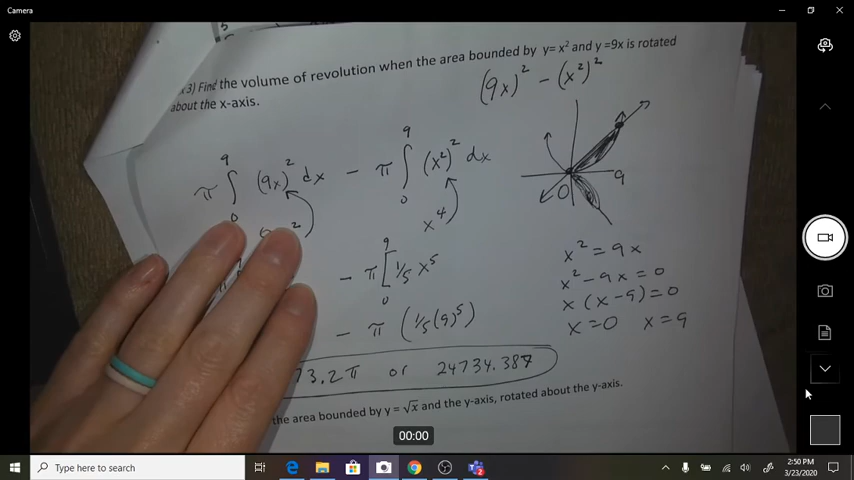 Camera
3) Find the volume of revolution when the area bounded by y= x² and y =9x is rotated
about the x-axis.
(9x)² - (x²)²
π ∫₀⁹ (9x)² dx - π ∫₀⁹ (x²)² dx
x⁴
0 9
- π [₀⁹ 1/5 x⁵
- π (1/5(9)⁵)
73.2π or 24734.387
x² = 9x
x² - 9x = 0
x (x - 9) = 0
x = 0 x = 9
the area bounded by y = √x and the y-axis, rotated about the y-axis.
00:00
Type here to search
2:50 PM
3/23/2020